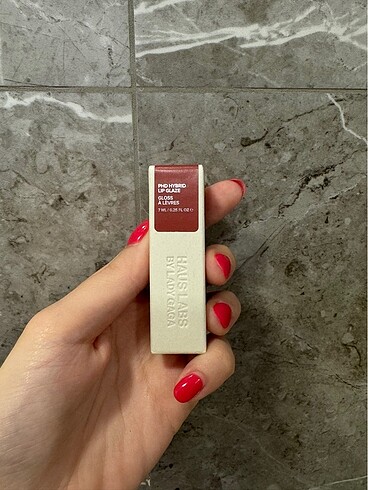 PHD HYBRID
LIP GLAZE
GLOSS
À LÈVRES
7 ML / 0.25 FL OZ ℮
HAUS LABS
BY LADY GAGA